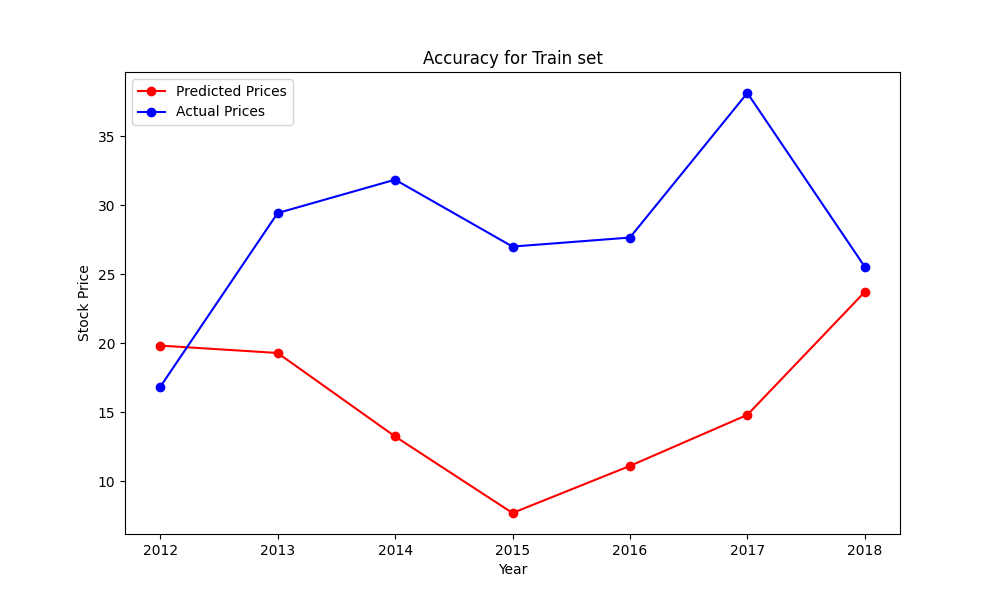 Accuracy for Train set
Predicted Prices
Actual Prices
Stock Price
35
30
25
20
15
10
2012 2013 2014 2015 2016 2017 2018
Year